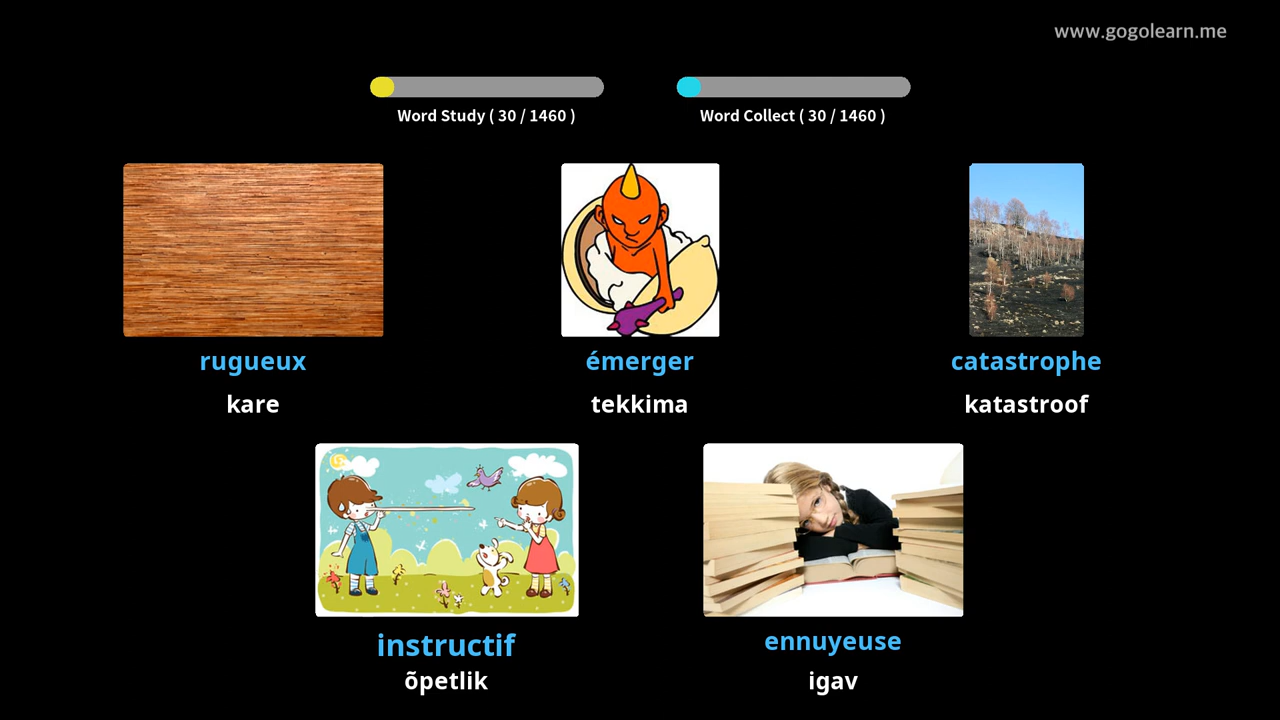 www.gogolearn.me
Word Study ( 30 / 1460 )
Word Collect ( 30 / 1460 )
rugueux
émerger
catastrophe
kare
tekkima
katastroof
instructif
ennuyeuse
õpetlik
igav